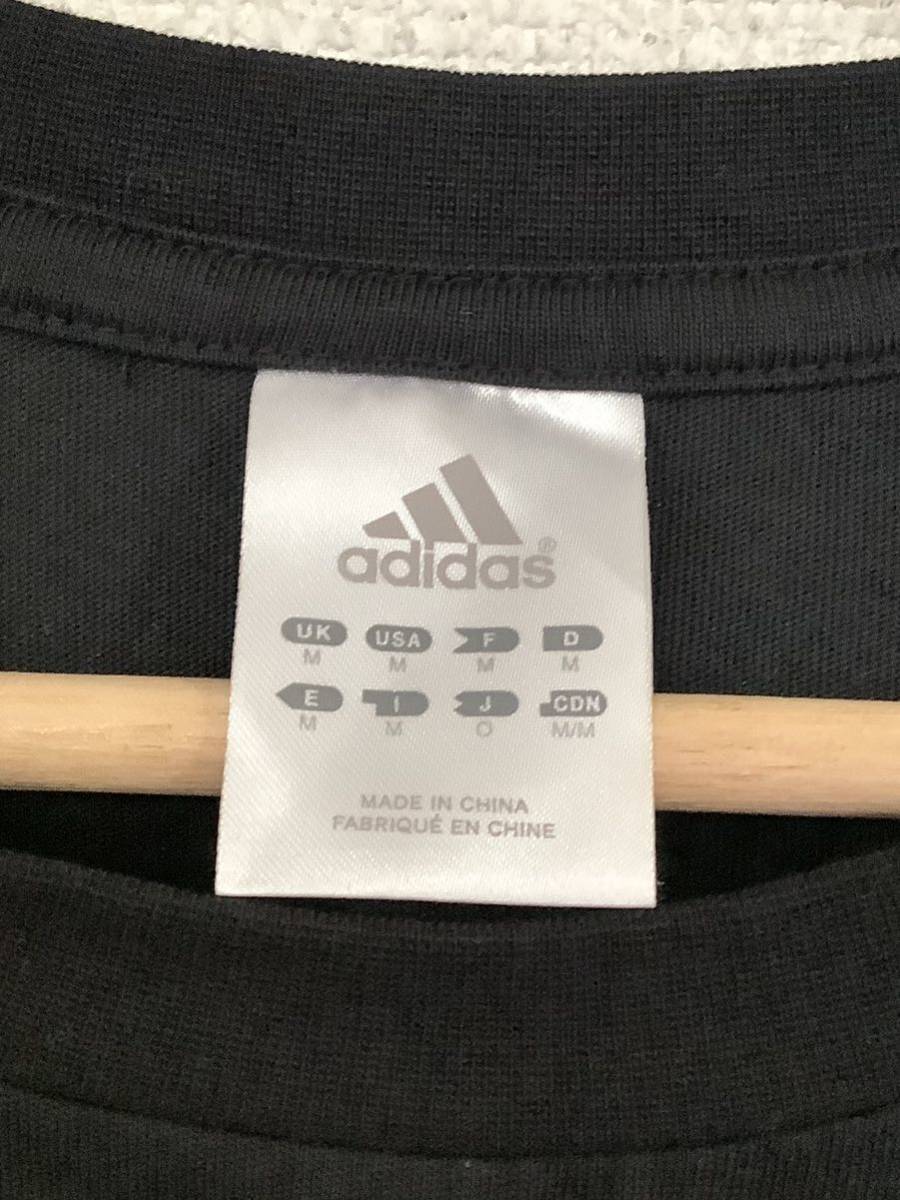 adidas®
UK USA F D
M M M M
E I J CDN
M M O M/M
MADE IN CHINA
FABRIQUÉ EN CHINE